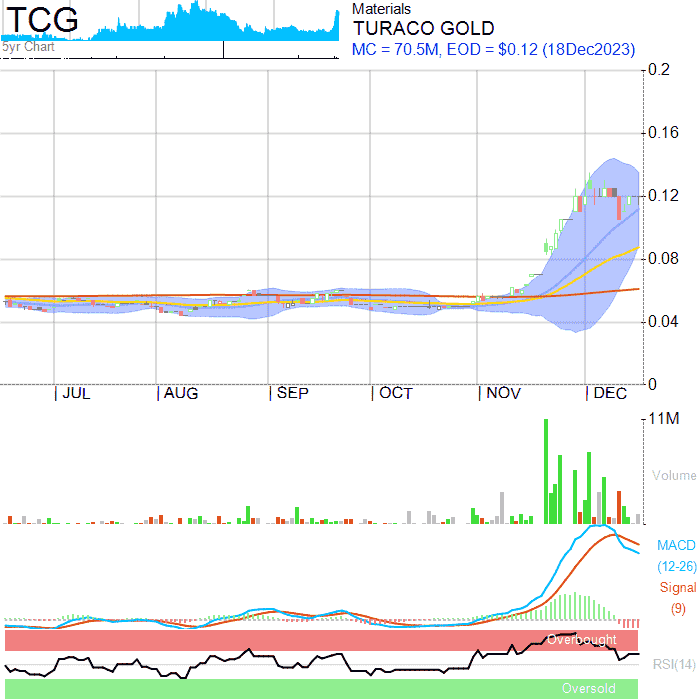 TCG
5yr Chart
Materials
TURACO GOLD
MC = 70.5M, EOD = $0.12 (18Dec2023)
0.2
0.16
0.12
0.08
0.04
0
JUL AUG SEP OCT NOV DEC
11M
Volume
MACD
(12-26)
Signal
(9)
Overbought
RSI(14)
Oversold